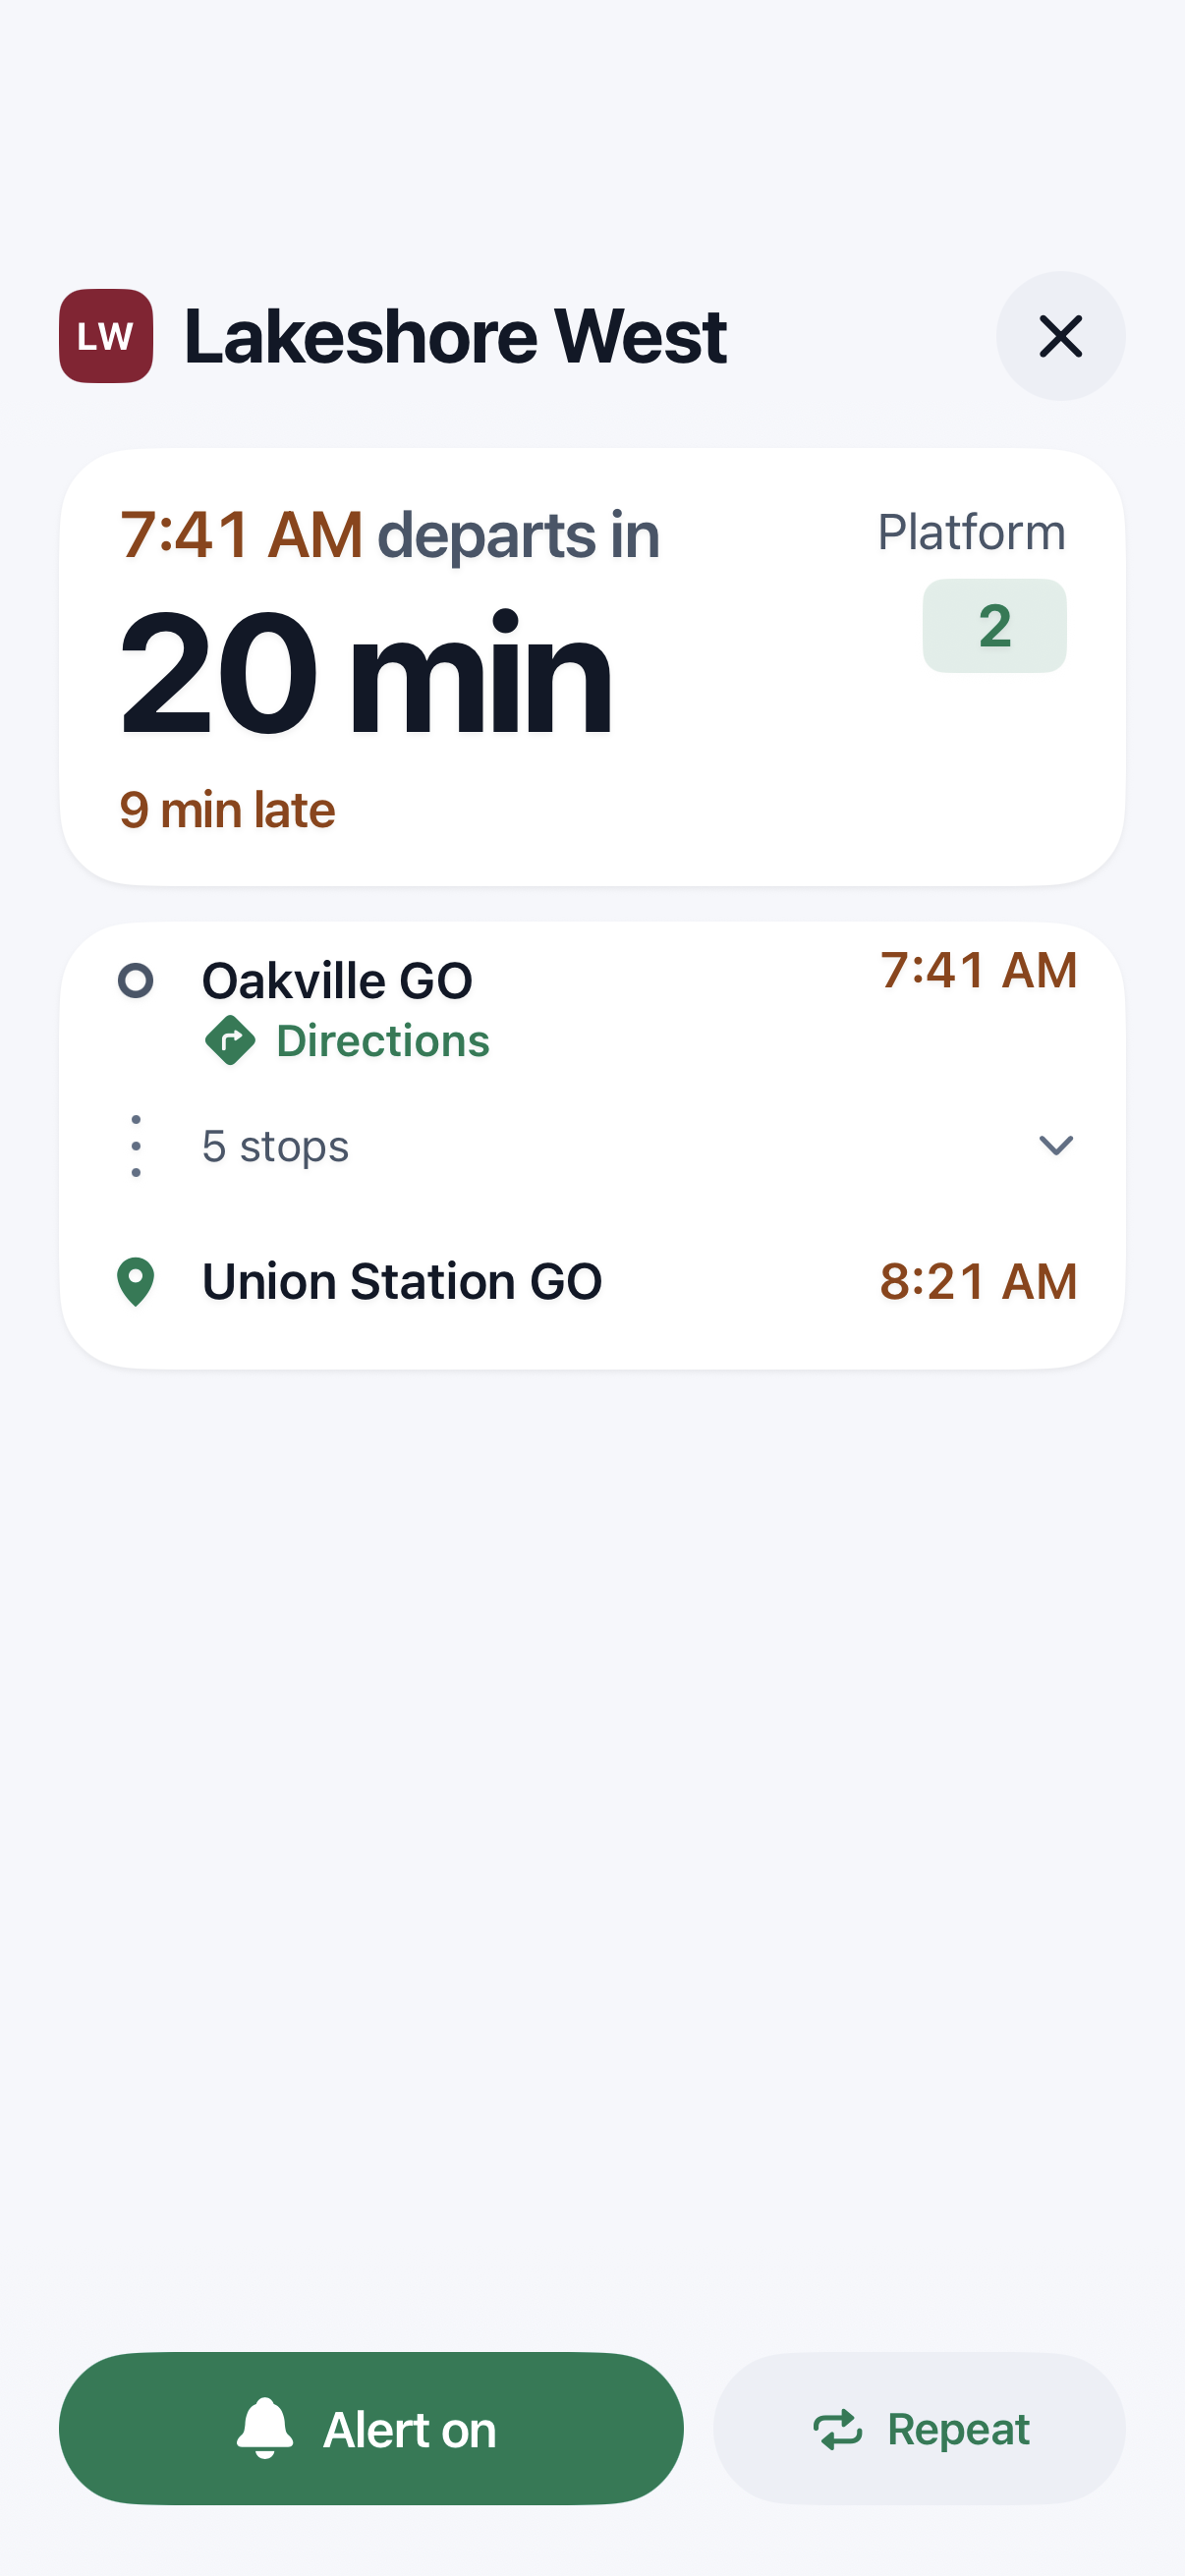 LW Lakeshore West
7:41 AM departs in
Platform
20 min
2
9 min late
Oakville GO 7:41 AM
Directions
5 stops
Union Station GO 8:21 AM
Alert on
Repeat